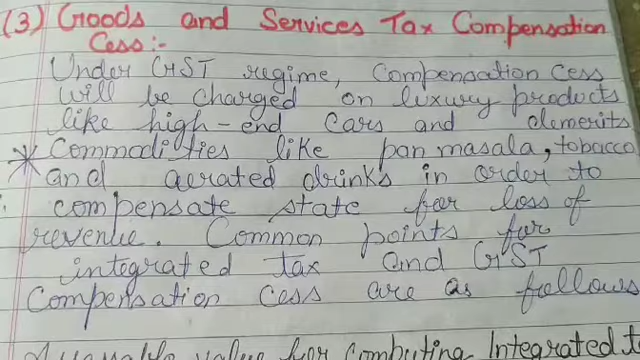 (3) Goods and Services Tax Compensation
Cess:-
Under GST regime, Compensation cess
will be charged on luxury products
like high-end cars and demerits
* Commodities like pan masala, tobacco
and aerated drinks in order to
compensate state for loss of
revenue. Common points for
integrated tax and GST
Compensation cess are as follows
value for computing Integrated t